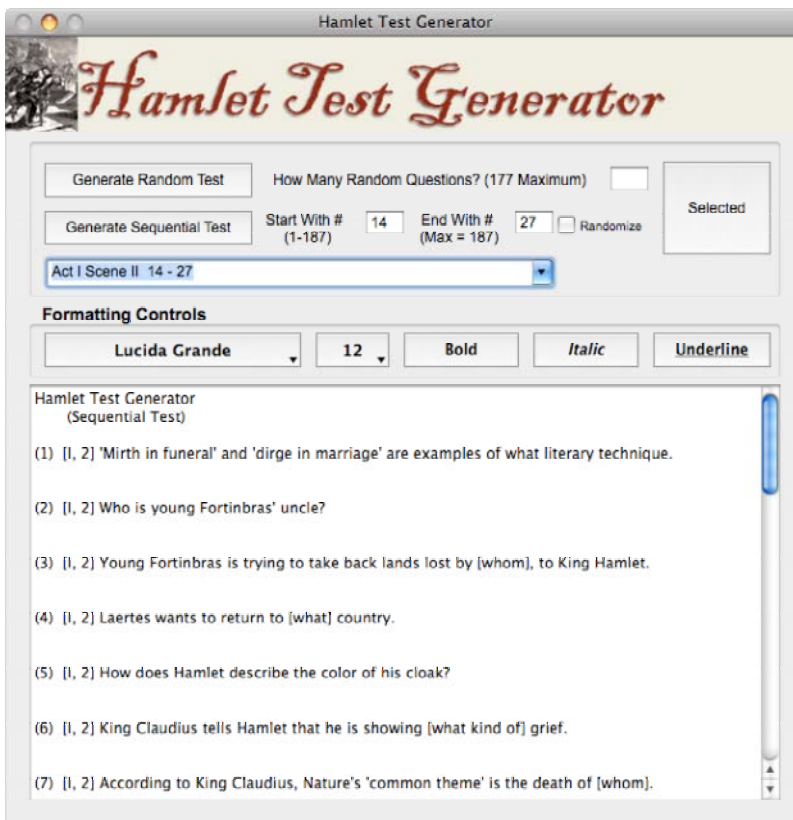 Hamlet Test Generator
Hamlet Test Generator
Generate Random Test How Many Random Questions? (177 Maximum)
Selected
Generate Sequential Test Start With # (1-187) 14 End With # (Max = 187) 27 Randomize
Act I Scene II 14 - 27
Formatting Controls
Lucida Grande 12 Bold Italic Underline
Hamlet Test Generator
(Sequential Test)
(1) [I, 2] 'Mirth in funeral' and 'dirge in marriage' are examples of what literary technique.
(2) [I, 2] Who is young Fortinbras' uncle?
(3) [I, 2] Young Fortinbras is trying to take back lands lost by [whom], to King Hamlet.
(4) [I, 2] Laertes wants to return to [what] country.
(5) [I, 2] How does Hamlet describe the color of his cloak?
(6) [I, 2] King Claudius tells Hamlet that he is showing [what kind of] grief.
(7) [I, 2] According to King Claudius, Nature's 'common theme' is the death of [whom].